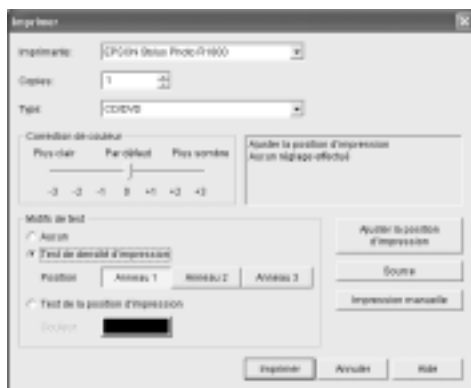 Imprimer
Imprimante: EPSON Stylus Photo R1800
Copies: 1
Type: CD/DVD
Correction de couleur
Plus clair Par défaut Plus sombre
-3 -2 -1 0 +1 +2 +3
Ajuster la position d'impression
Aucun réglage effectué
Motifs de test
Aucun
Test de densité d'impression
Position Anneau 1 Anneau 2 Anneau 3
Test de la position d'impression
Couleur
Ajuster la position
d'impression
Source
Impression manuelle
Imprimer Annuler Aide